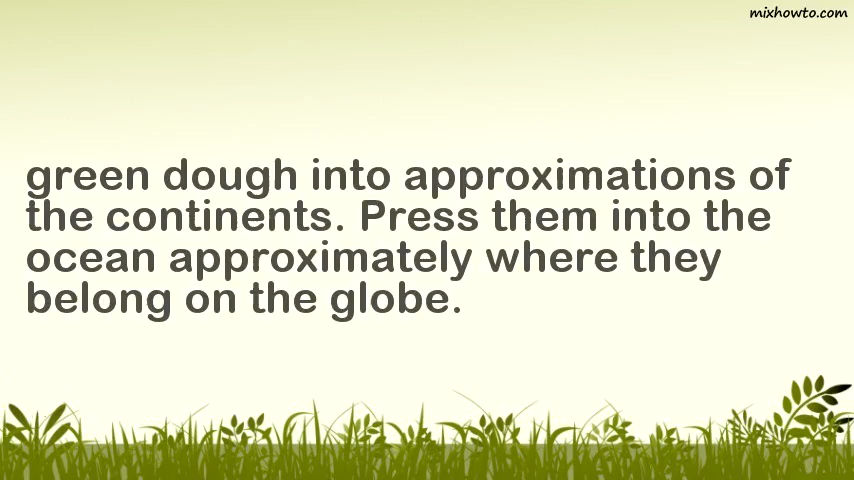 mixhowto.com
green dough into approximations of
the continents. Press them into the
ocean approximately where they
belong on the globe.